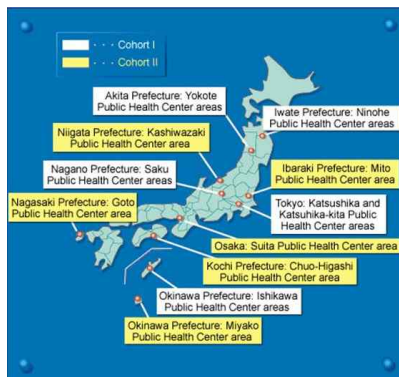 · · · Cohort I
· · · Cohort II
Akita Prefecture: Yokote
Public Health Center areas
Iwate Prefecture: Ninohe
Public Health Center areas
Niigata Prefecture: Kashiwazaki
Public Health Center area
Nagano Prefecture: Saku
Public Health Center areas
Ibaraki Prefecture: Mito
Public Health Center area
Nagasaki Prefecture: Goto
Public Health Center area
Tokyo: Katsushika and
Katsuhika-kita Public
Health Center areas
Osaka: Suita Public Health Center area
Kochi Prefecture: Chuo-Higashi
Public Health Center area
Okinawa Prefecture: Ishikawa
Public Health Center areas
Okinawa Prefecture: Miyako
Public Health Center area